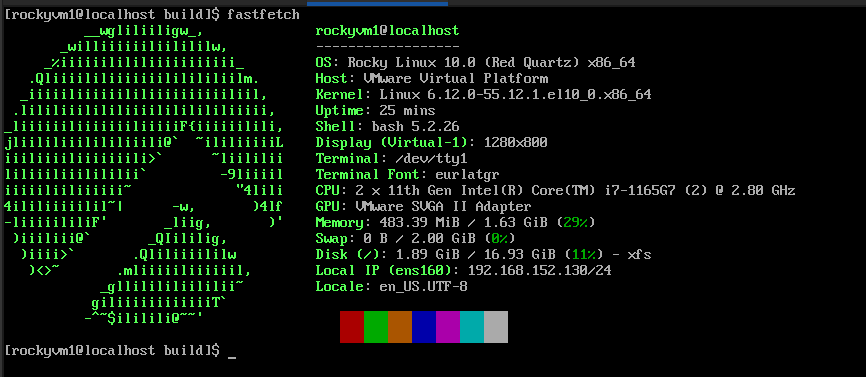 [rockyvm1@localhost build]$ fastfetch
rockyvm1@localhost
------------------
OS: Rocky Linux 10.0 (Red Quartz) x86_64
Host: VMware Virtual Platform
Kernel: Linux 6.12.0-55.12.1.el10_0.x86_64
Uptime: 25 mins
Shell: bash 5.2.26
Display (Virtual-1): 1280x800
Terminal: /dev/tty1
Terminal Font: eurlatgr
CPU: 2 x 11th Gen Intel(R) Core(TM) i7-1165G7 (2) @ 2.80 GHz
GPU: VMware SVGA II Adapter
Memory: 483.39 MiB / 1.63 GiB (29%)
Swap: 0 B / 2.00 GiB (0%)
Disk (/): 1.89 GiB / 16.93 GiB (11%) - xfs
Local IP (ens160): 192.168.152.130/24
Locale: en_US.UTF-8
[rockyvm1@localhost build]$ _